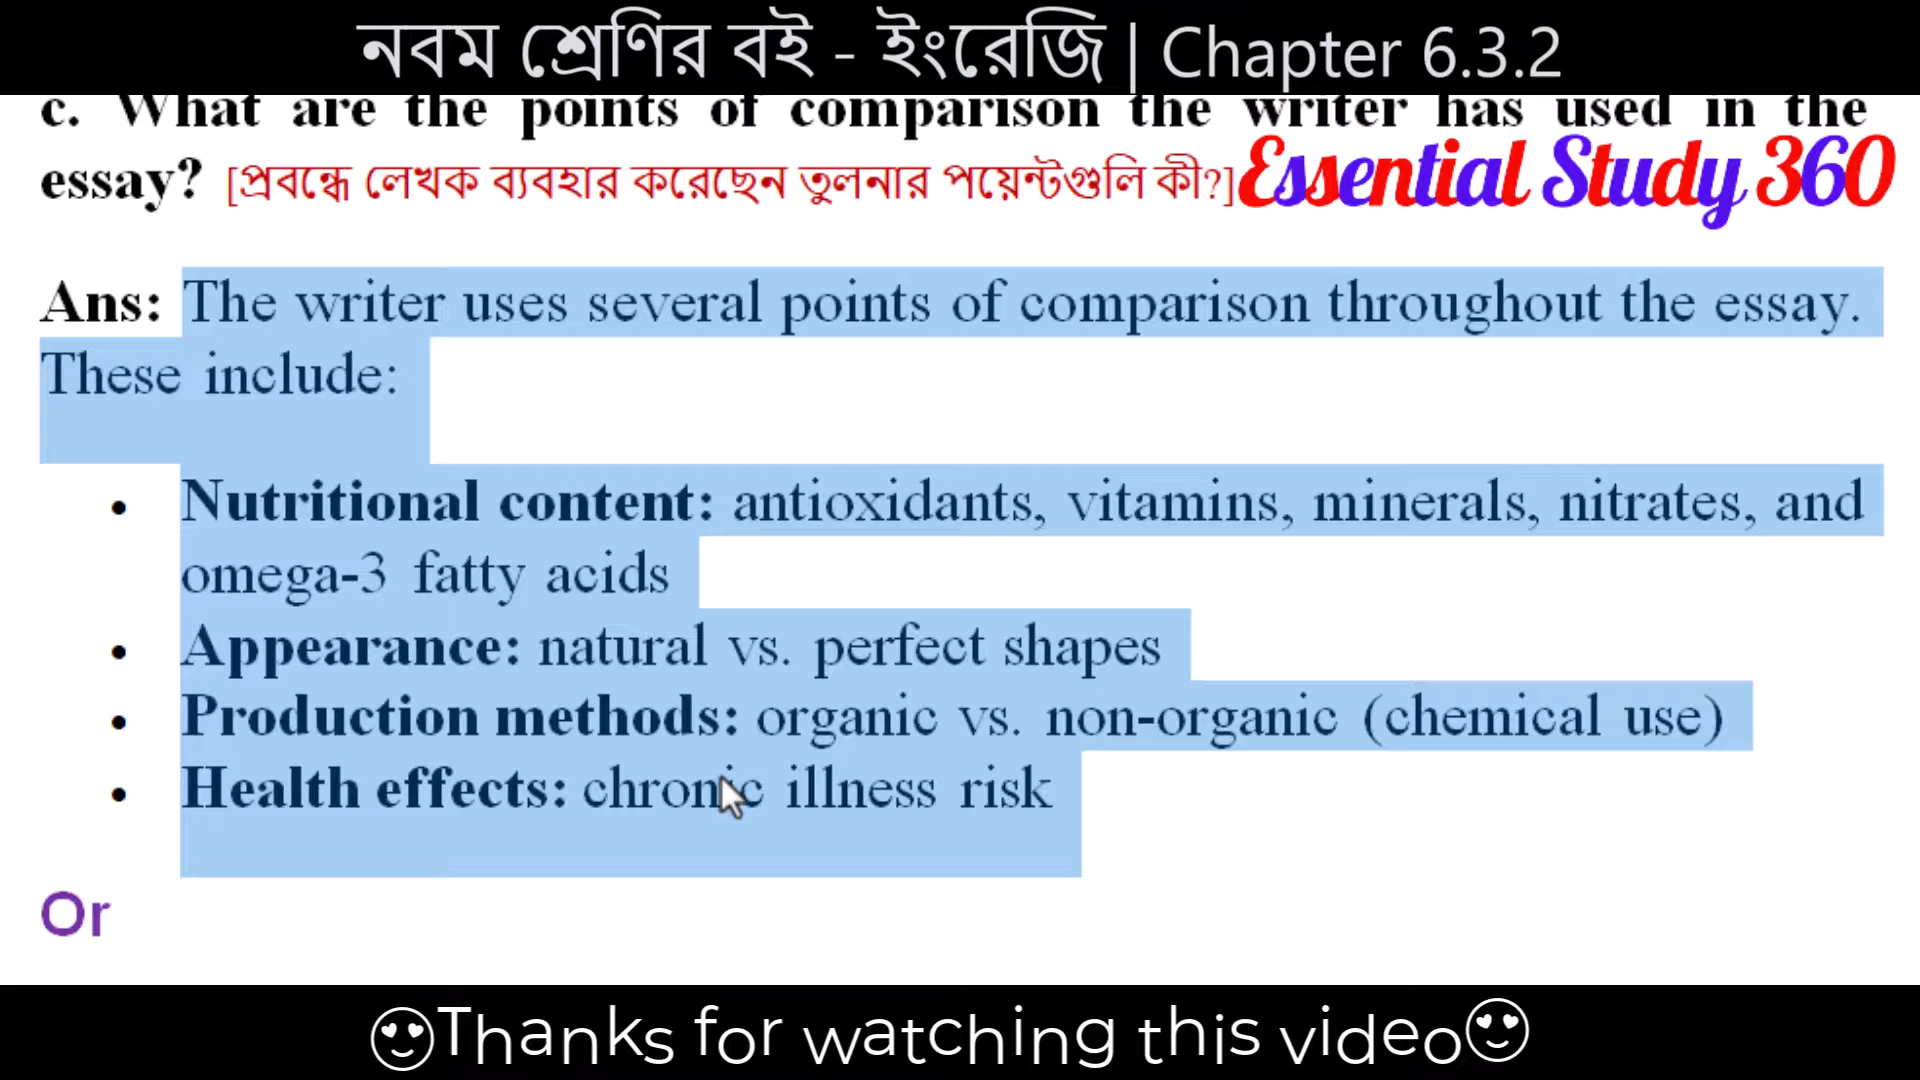 নবম শ্রেণির বই - ইংরেজি | Chapter 6.3.2
c. What are the points of comparison the writer has used in the
essay? [প্রবন্ধে লেখক ব্যবহার করেছেন তুলনার পয়েন্টগুলি কী?]
Essential Study 360
Ans: The writer uses several points of comparison throughout the essay.
These include:
• Nutritional content: antioxidants, vitamins, minerals, nitrates, and
omega-3 fatty acids
• Appearance: natural vs. perfect shapes
• Production methods: organic vs. non-organic (chemical use)
• Health effects: chronic illness risk
Or
😍Thanks for watching this video😍